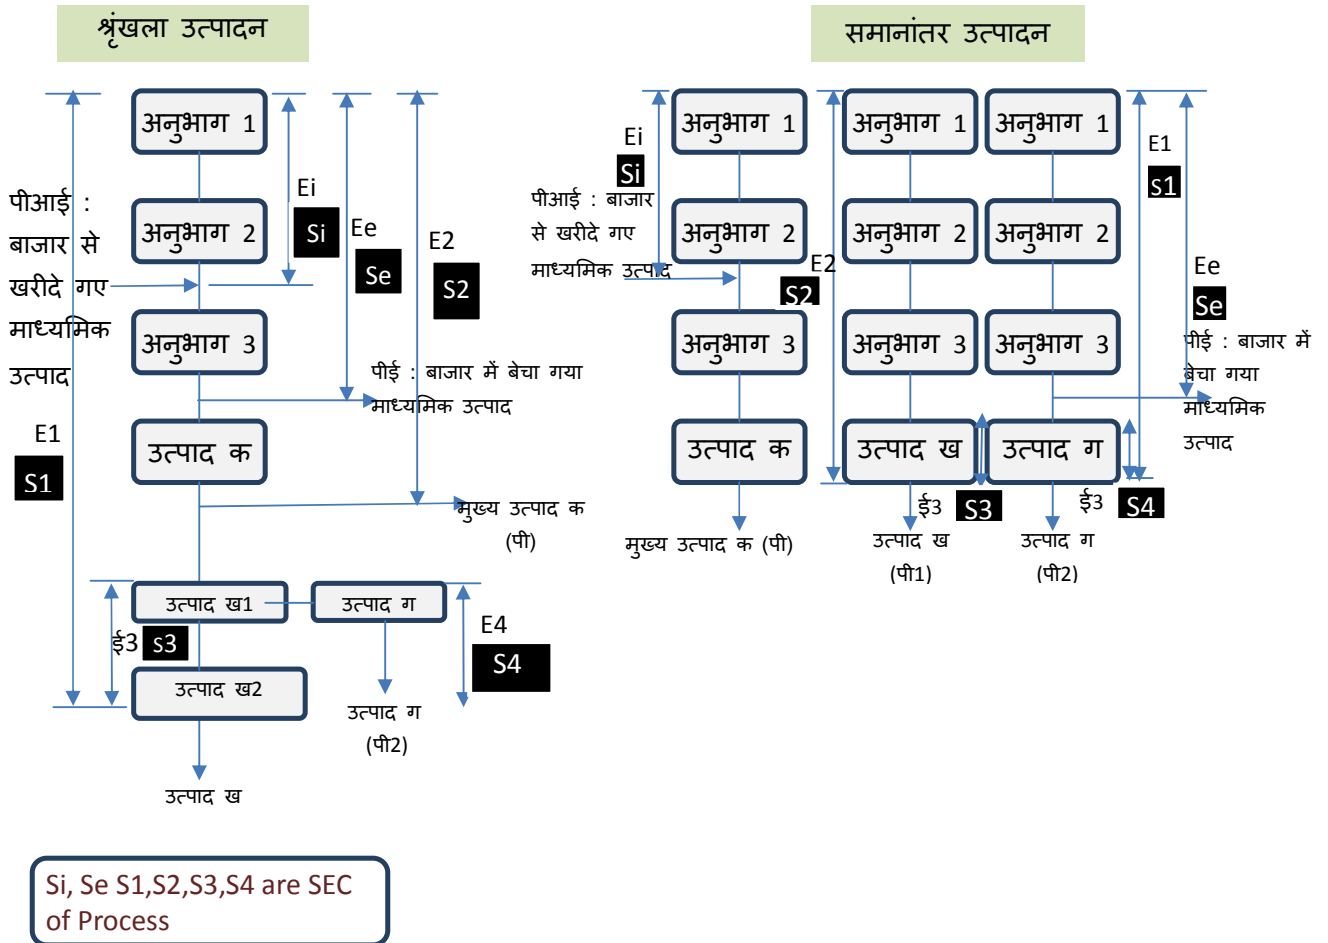 श्रृंखला उत्पादन
अनुभाग 1
अनुभाग 2
अनुभाग 3
उत्पाद क
पीआई :
बाजार से
खरीदे गए
माध्यमिक
उत्पाद
E1
S1
Ei
Si
Ee
Se
E2
S2
पीई : बाजार में बेचा गया
माध्यमिक उत्पाद
मुख्य उत्पाद क
(पी)
उत्पाद ख1
उत्पाद ग
ई3
S3
E4
S4
उत्पाद ख2
उत्पाद ग
(पी2)
उत्पाद ख
समानांतर उत्पादन
अनुभाग 1
अनुभाग 1
अनुभाग 1
Ei
Si
E1
S1
पीआई : बाजार
से खरीदे गए
माध्यमिक उत्पाद
अनुभाग 2
अनुभाग 2
अनुभाग 2
E2
S2
Ee
Se
अनुभाग 3
अनुभाग 3
अनुभाग 3
पीई : बाजार में
बेचा गया
माध्यमिक
उत्पाद
उत्पाद क
उत्पाद ख
उत्पाद ग
ई3
S3
ई3
S4
मुख्य उत्पाद क (पी)
उत्पाद ख
(पी1)
उत्पाद ग
(पी2)
Si, Se S1,S2,S3,S4 are SEC
of Process